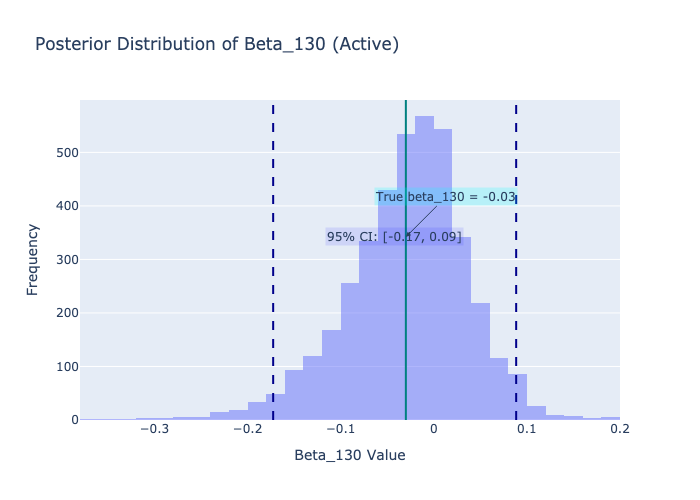 Posterior Distribution of Beta_130 (Active)
500
True beta_130 = -0.03
400
95% CI: [-0.17, 0.09]
300
200
100
0
Frequency
−0.3
−0.2
−0.1
0
0.1
0.2
Beta_130 Value